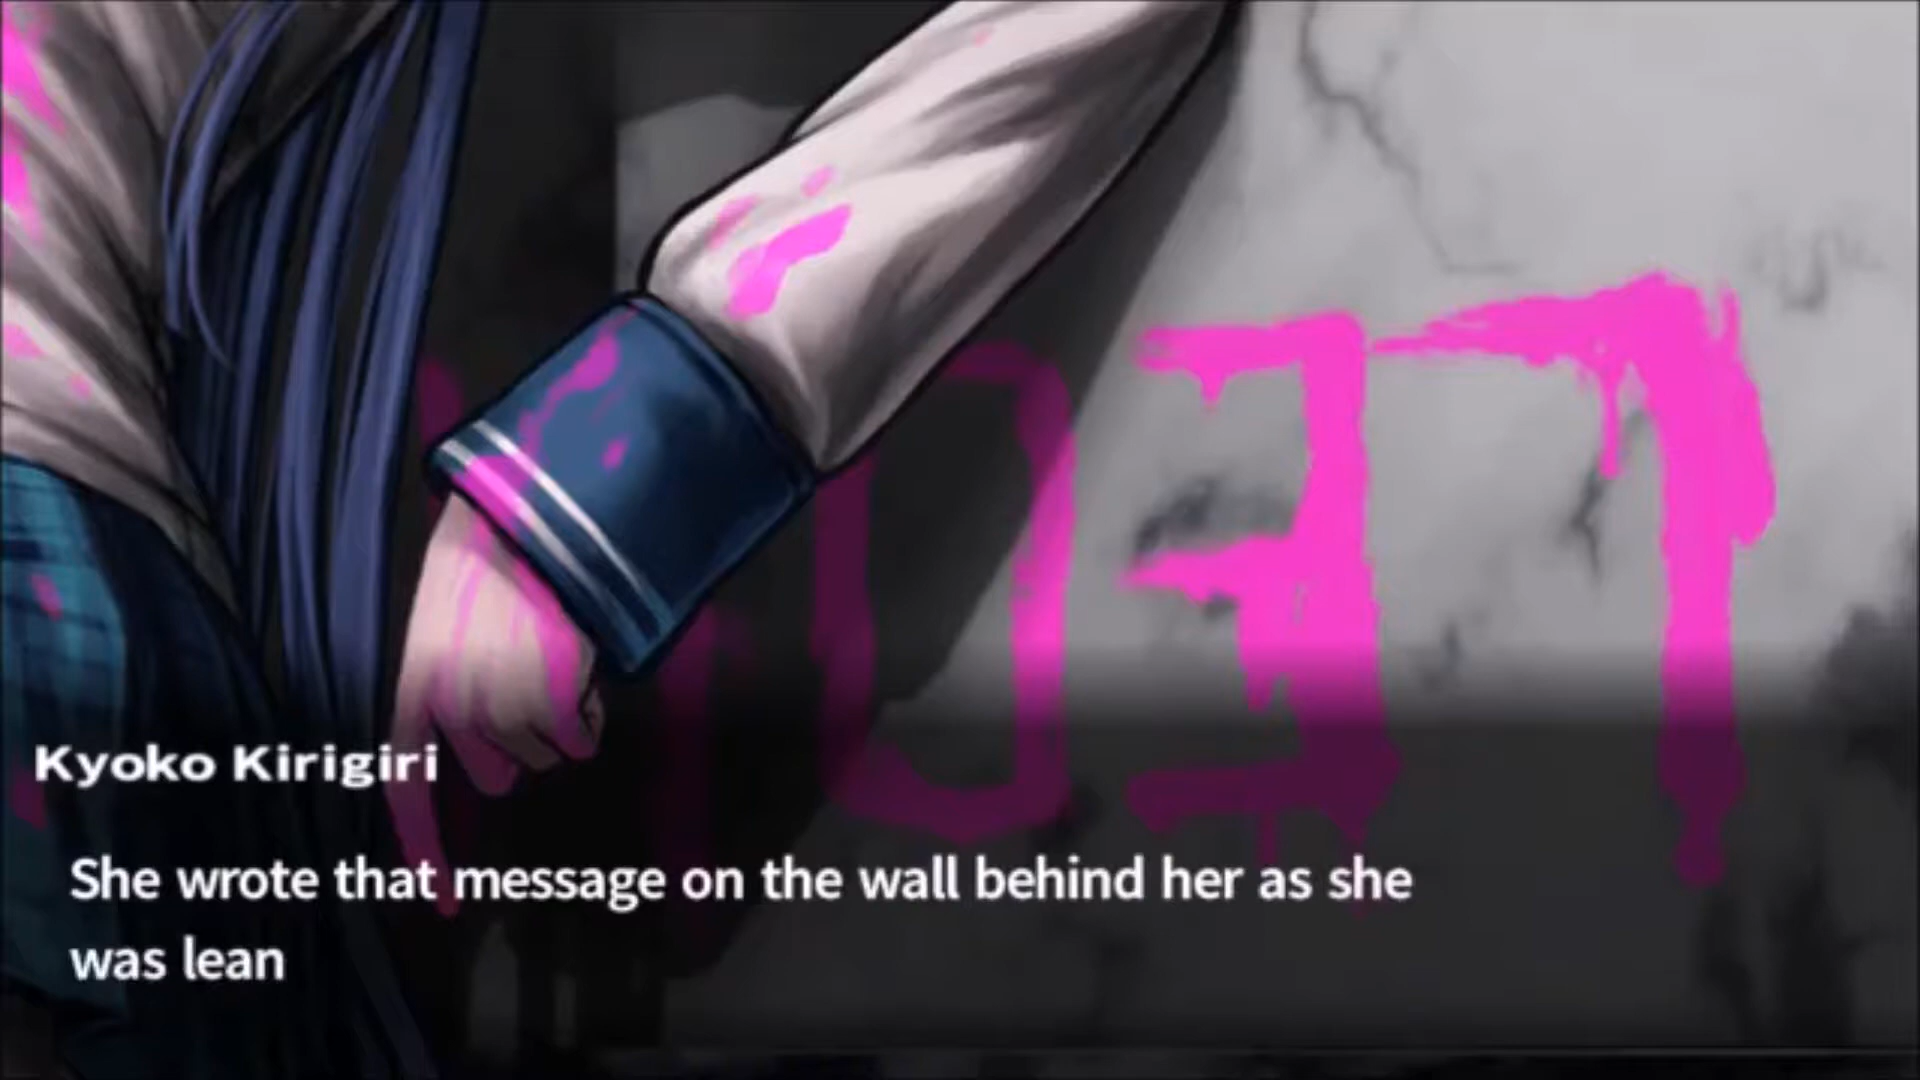 Kyoko Kirigiri
She wrote that message on the wall behind her as she
was lean